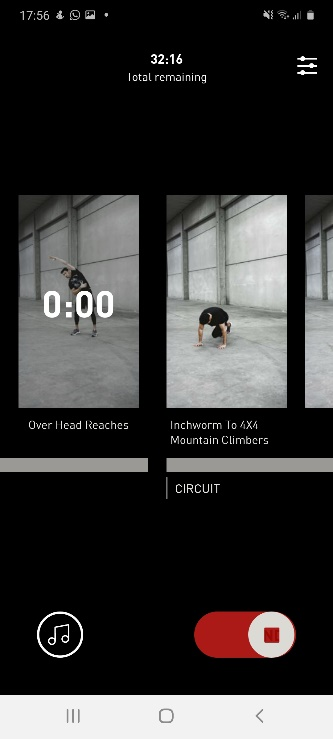 17:56
32:16
Total remaining
0:00
Over Head Reaches
Inchworm To 4X4
Mountain Climbers
CIRCUIT